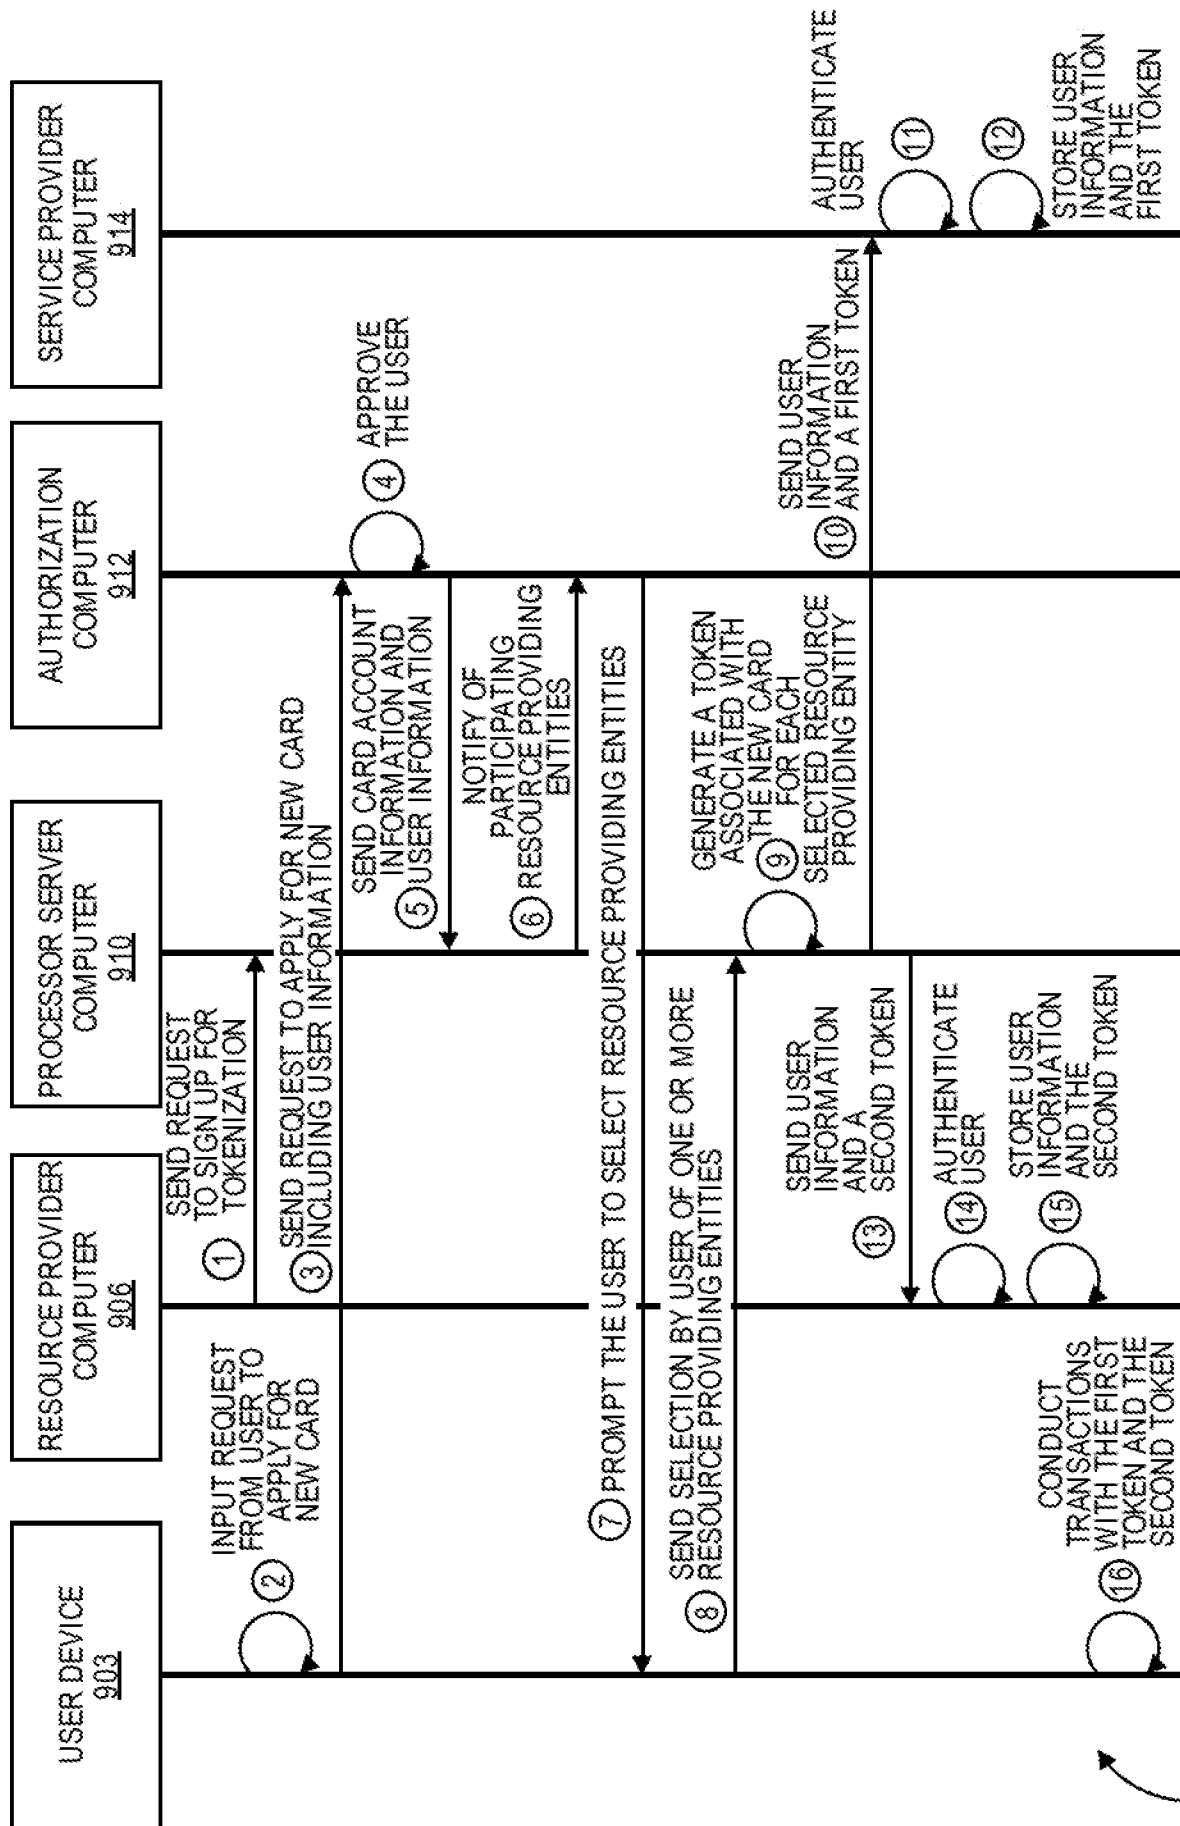 USER DEVICE
903
RESOURCE PROVIDER
COMPUTER
906
PROCESSOR SERVER
COMPUTER
910
AUTHORIZATION
COMPUTER
912
SERVICE PROVIDER
COMPUTER
914
SEND REQUEST
TO SIGN UP FOR
TOKENIZATION
1
INPUT REQUEST
FROM USER TO
APPLY FOR
NEW CARD
2
SEND REQUEST TO APPLY FOR NEW CARD
INCLUDING USER INFORMATION
3
APPROVE
THE USER
4
SEND CARD ACCOUNT
INFORMATION AND
USER INFORMATION
5
NOTIFY OF
PARTICIPATING
RESOURCE PROVIDING
ENTITIES
6
7
PROMPT THE USER TO SELECT RESOURCE PROVIDING ENTITIES
SEND SELECTION BY USER OF ONE OR MORE
RESOURCE PROVIDING ENTITIES
8
GENERATE A TOKEN
ASSOCIATED WITH
THE NEW CARD
FOR EACH
SELECTED RESOURCE
PROVIDING ENTITY
9
SEND USER
INFORMATION
AND A FIRST TOKEN
10
AUTHENTICATE
USER
11
12
STORE USER
INFORMATION
AND THE
FIRST TOKEN
SEND USER
INFORMATION
AND A
SECOND TOKEN
13
AUTHENTICATE
USER
14
STORE USER
INFORMATION
AND THE
SECOND TOKEN
15
CONDUCT
TRANSACTIONS
WITH THE FIRST
TOKEN AND THE
SECOND TOKEN
16